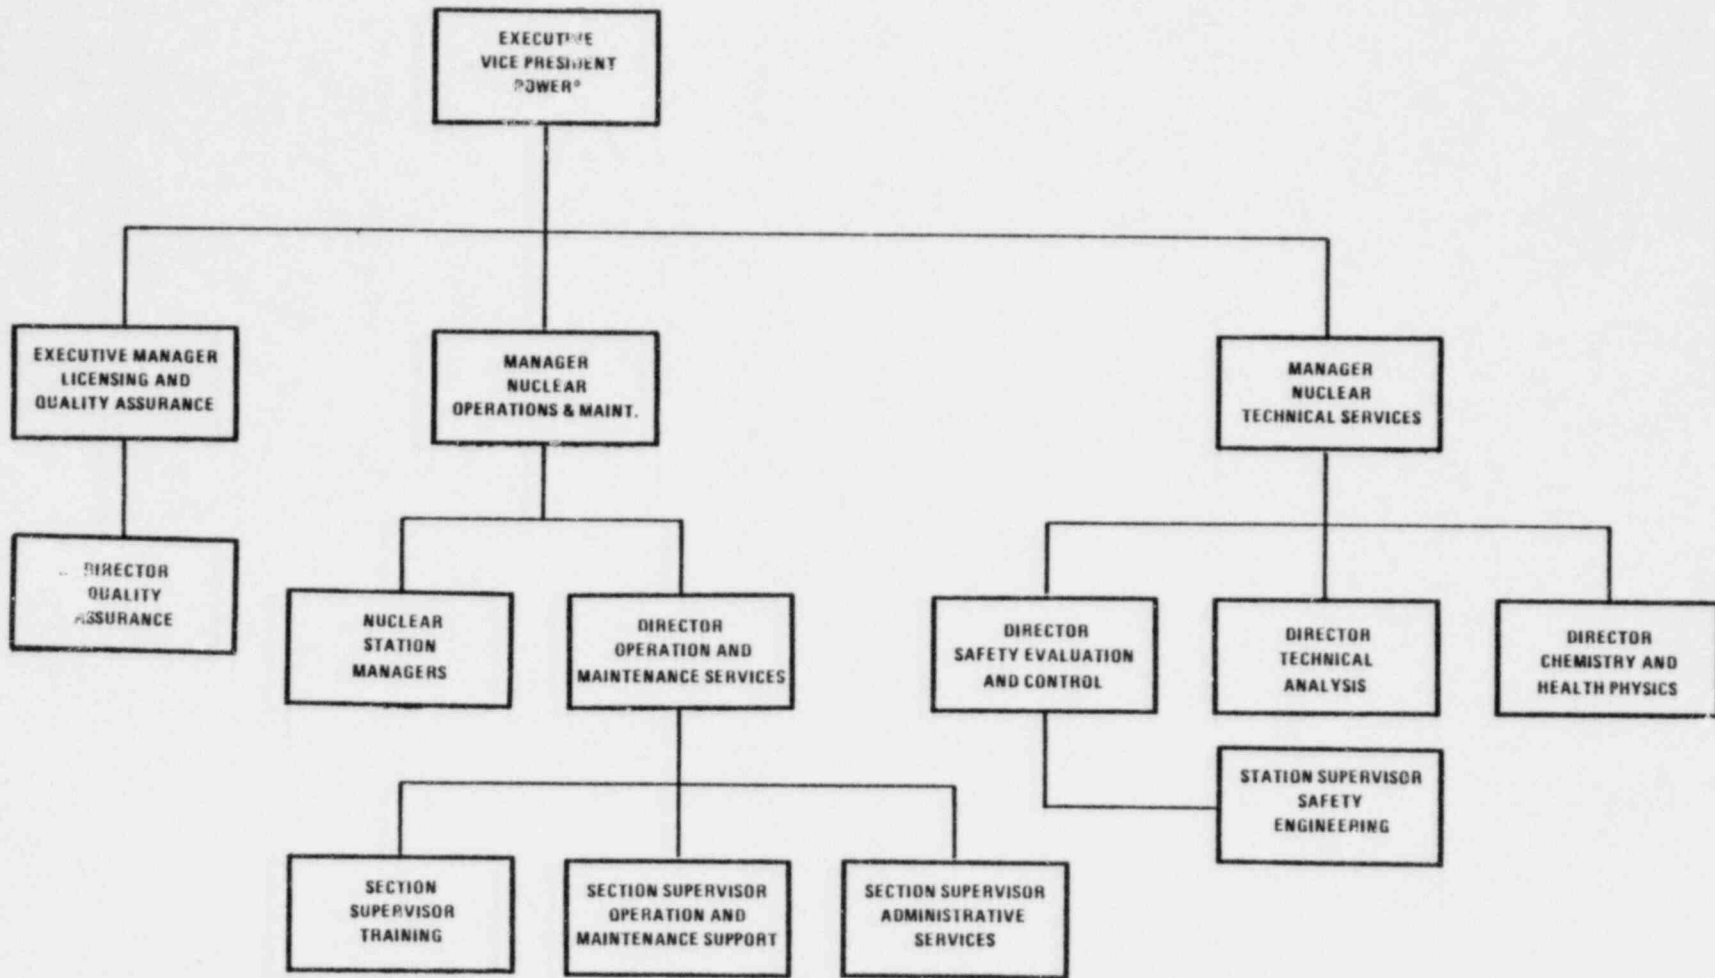 EXECUTIVE
VICE PRESIDENT
POWER*
EXECUTIVE MANAGER
LICENSING AND
QUALITY ASSURANCE
MANAGER
NUCLEAR
OPERATIONS & MAINT.
MANAGER
NUCLEAR
TECHNICAL SERVICES
DIRECTOR
QUALITY
ASSURANCE
NUCLEAR
STATION
MANAGERS
DIRECTOR
OPERATION AND
MAINTENANCE SERVICES
DIRECTOR
SAFETY EVALUATION
AND CONTROL
DIRECTOR
TECHNICAL
ANALYSIS
DIRECTOR
CHEMISTRY AND
HEALTH PHYSICS
STATION SUPERVISOR
SAFETY
ENGINEERING
SECTION
SUPERVISOR
TRAINING
SECTION SUPERVISOR
OPERATION AND
MAINTENANCE SUPPORT
SECTION SUPERVISOR
ADMINISTRATIVE
SERVICES